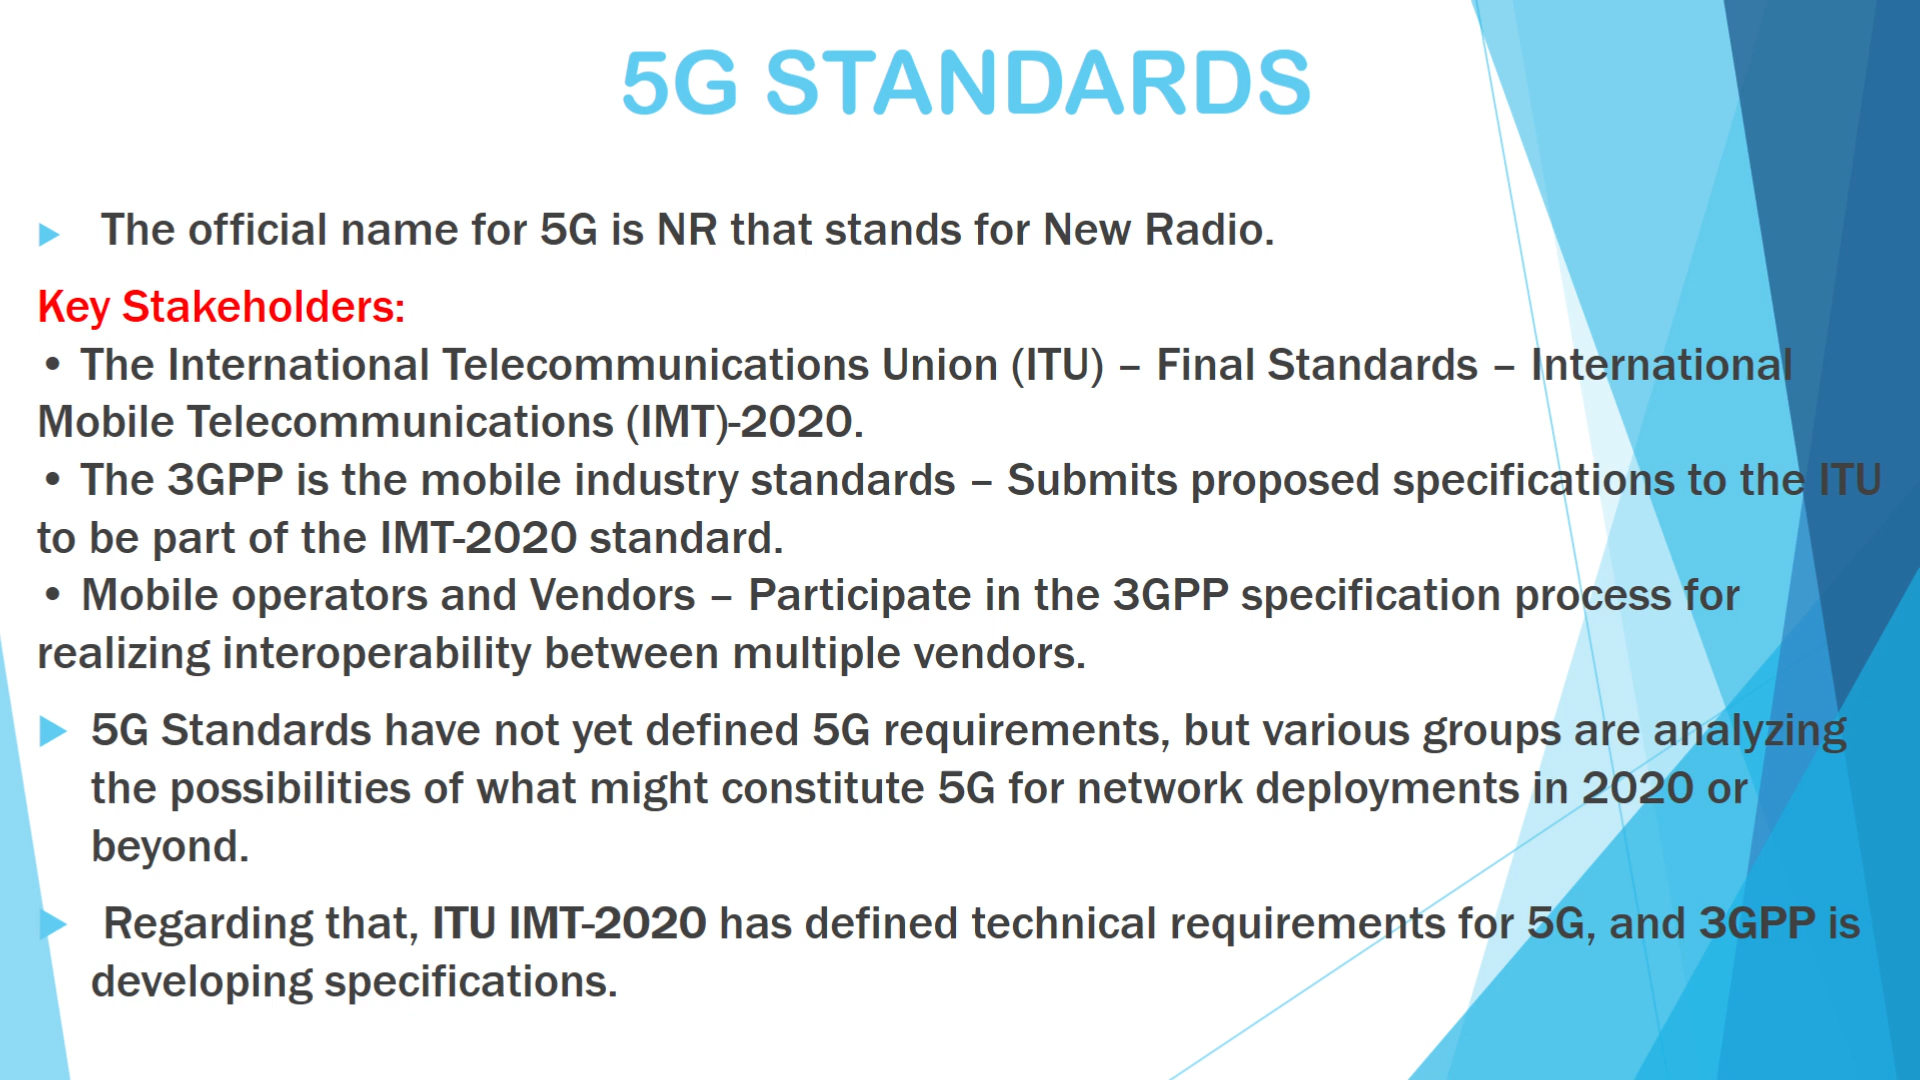 5G STANDARDS
The official name for 5G is NR that stands for New Radio.
Key Stakeholders:
• The International Telecommunications Union (ITU) – Final Standards – International
Mobile Telecommunications (IMT)-2020.
• The 3GPP is the mobile industry standards – Submits proposed specifications to the ITU
to be part of the IMT-2020 standard.
• Mobile operators and Vendors – Participate in the 3GPP specification process for
realizing interoperability between multiple vendors.
5G Standards have not yet defined 5G requirements, but various groups are analyzing
the possibilities of what might constitute 5G for network deployments in 2020 or
beyond.
Regarding that, ITU IMT-2020 has defined technical requirements for 5G, and 3GPP is
developing specifications.